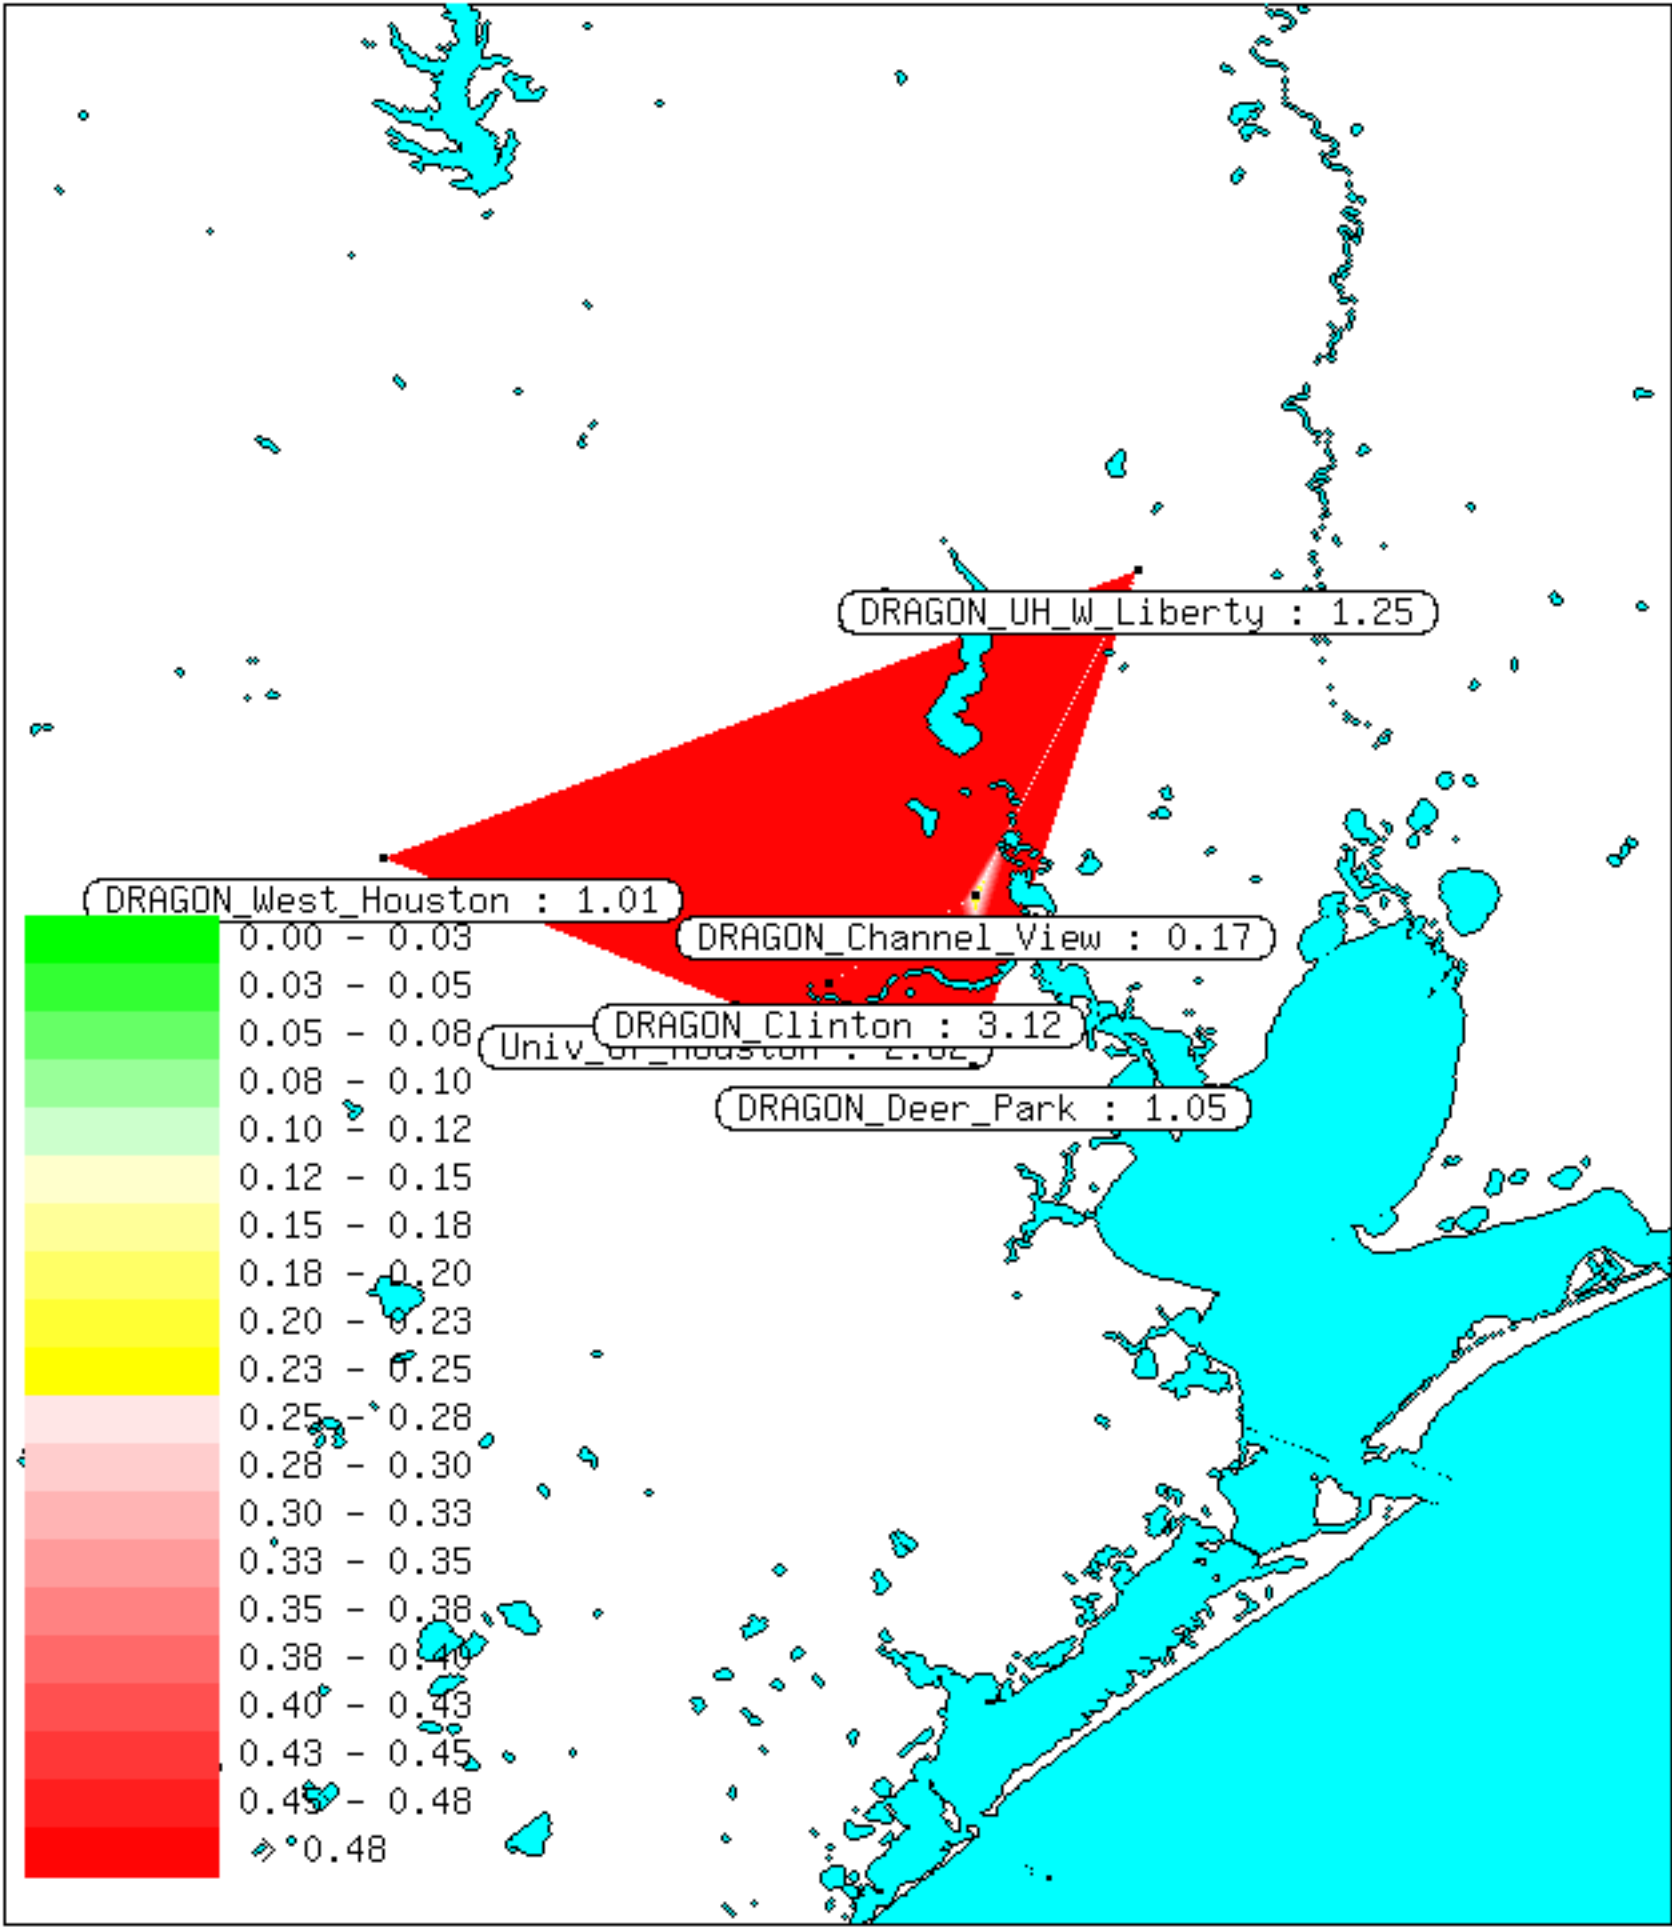 DRAGON_UH_W_Liberty : 1.25
DRAGON_West_Houston : 1.01
DRAGON_Channel_View : 0.17
DRAGON_Clinton : 3.12
Univ_of_Houston :
DRAGON_Deer_Park : 1.05
0.00 - 0.03
0.03 - 0.05
0.05 - 0.08
0.08 - 0.10
0.10 - 0.12
0.12 - 0.15
0.15 - 0.18
0.18 - 0.20
0.20 - 0.23
0.23 - 0.25
0.25 - 0.28
0.28 - 0.30
0.30 - 0.33
0.33 - 0.35
0.35 - 0.38
0.38 - 0.40
0.40 - 0.43
0.43 - 0.45
0.45 - 0.48
> 0.48